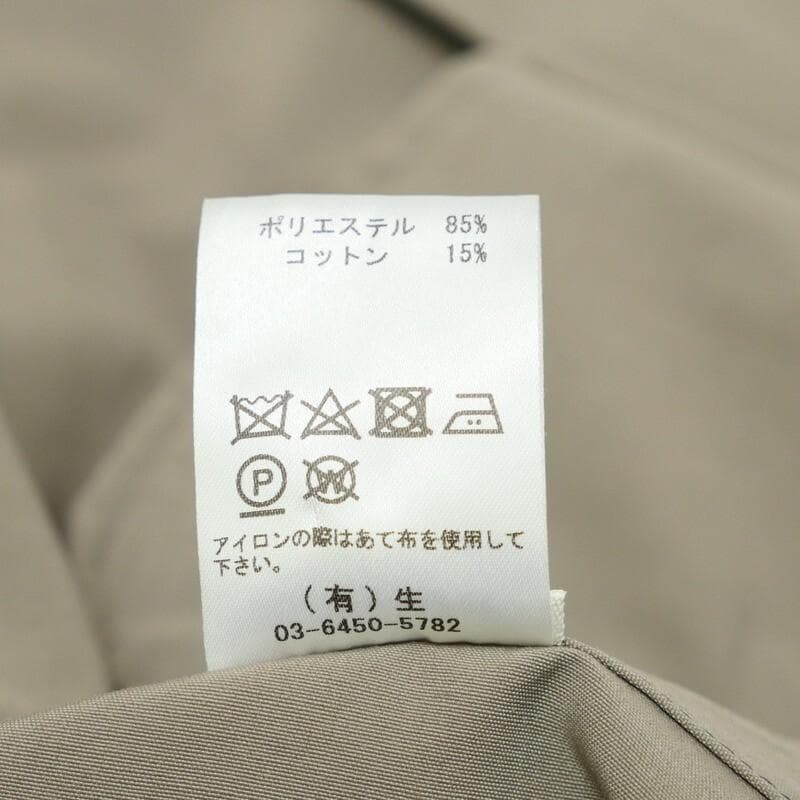 ポリエステル 85%
コットン 15%
P W
アイロンの際はあて布を使用して
下さい。
（有）生
03-6450-5782